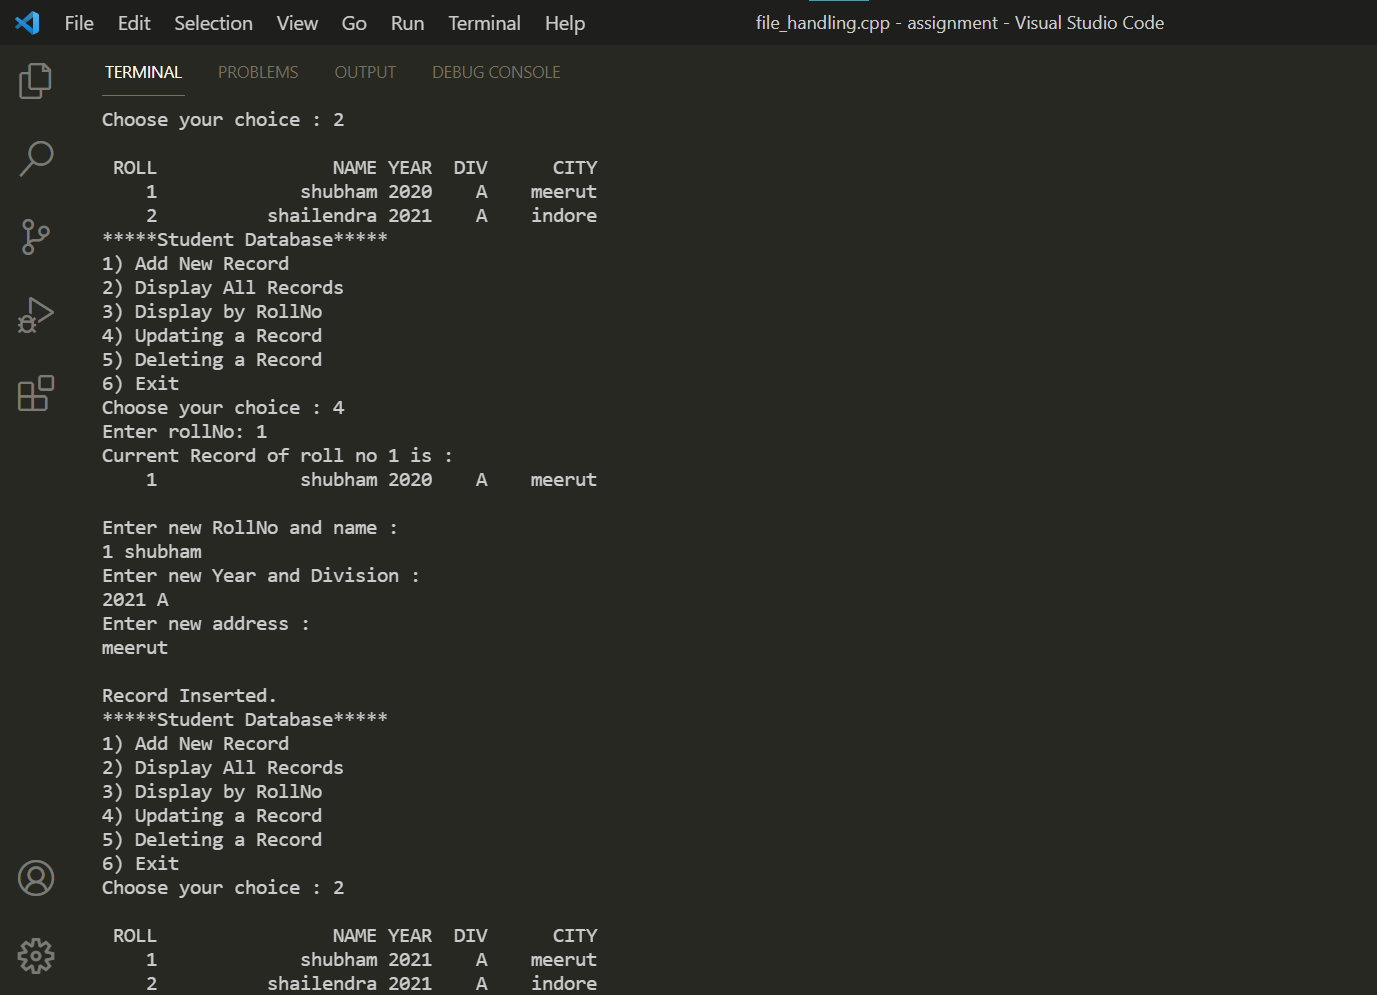 File Edit Selection View Go Run Terminal Help file_handling.cpp - assignment - Visual Studio Code
TERMINAL PROBLEMS OUTPUT DEBUG CONSOLE
Choose your choice : 2
ROLL NAME YEAR DIV CITY
1 shubham 2020 A meerut
2 shailendra 2021 A indore
*****Student Database*****
1) Add New Record
2) Display All Records
3) Display by RollNo
4) Updating a Record
5) Deleting a Record
6) Exit
Choose your choice : 4
Enter rollNo: 1
Current Record of roll no 1 is :
1 shubham 2020 A meerut
Enter new RollNo and name :
1 shubham
Enter new Year and Division :
2021 A
Enter new address :
meerut
Record Inserted.
*****Student Database*****
1) Add New Record
2) Display All Records
3) Display by RollNo
4) Updating a Record
5) Deleting a Record
6) Exit
Choose your choice : 2
ROLL NAME YEAR DIV CITY
1 shubham 2021 A meerut
2 shailendra 2021 A indore